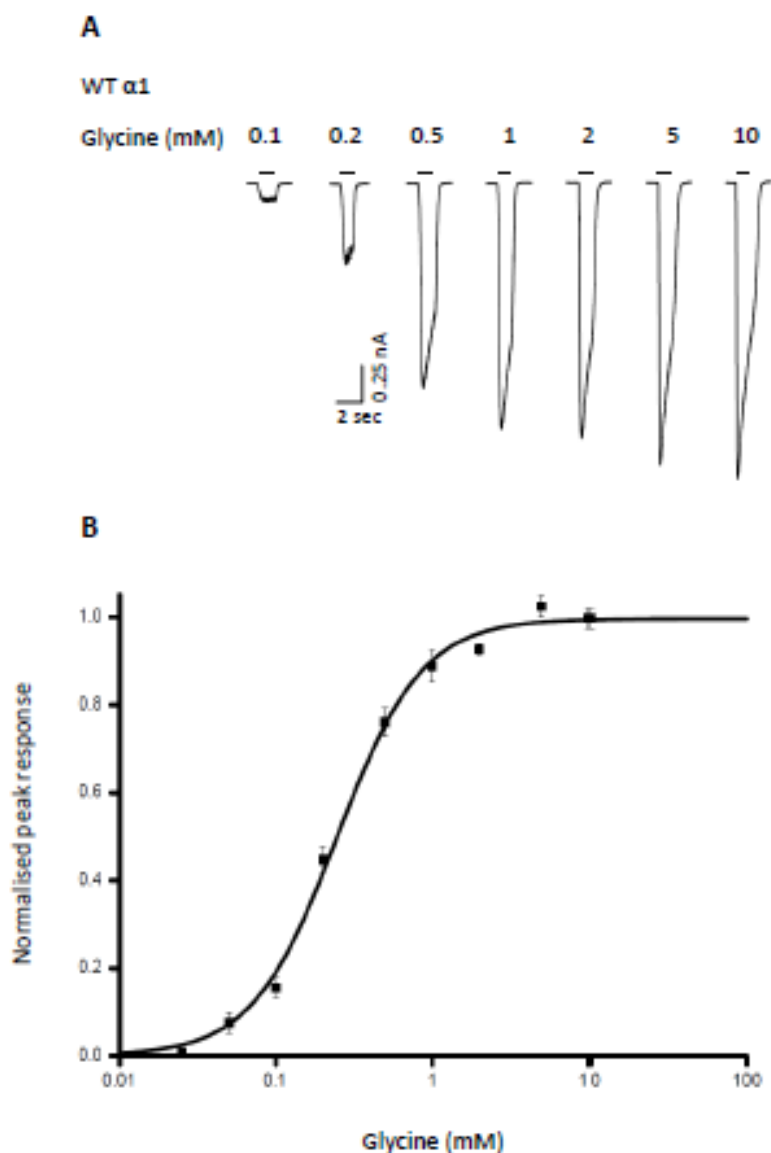 A
WT α1
Glycine (mM) 0.1 0.2 0.5 1 2 5 10
0.25 nA
2 sec
B
1.0
0.8
0.6
0.4
0.2
0.0
Normalised peak response
0.01 0.1 1 10 100
Glycine (mM)